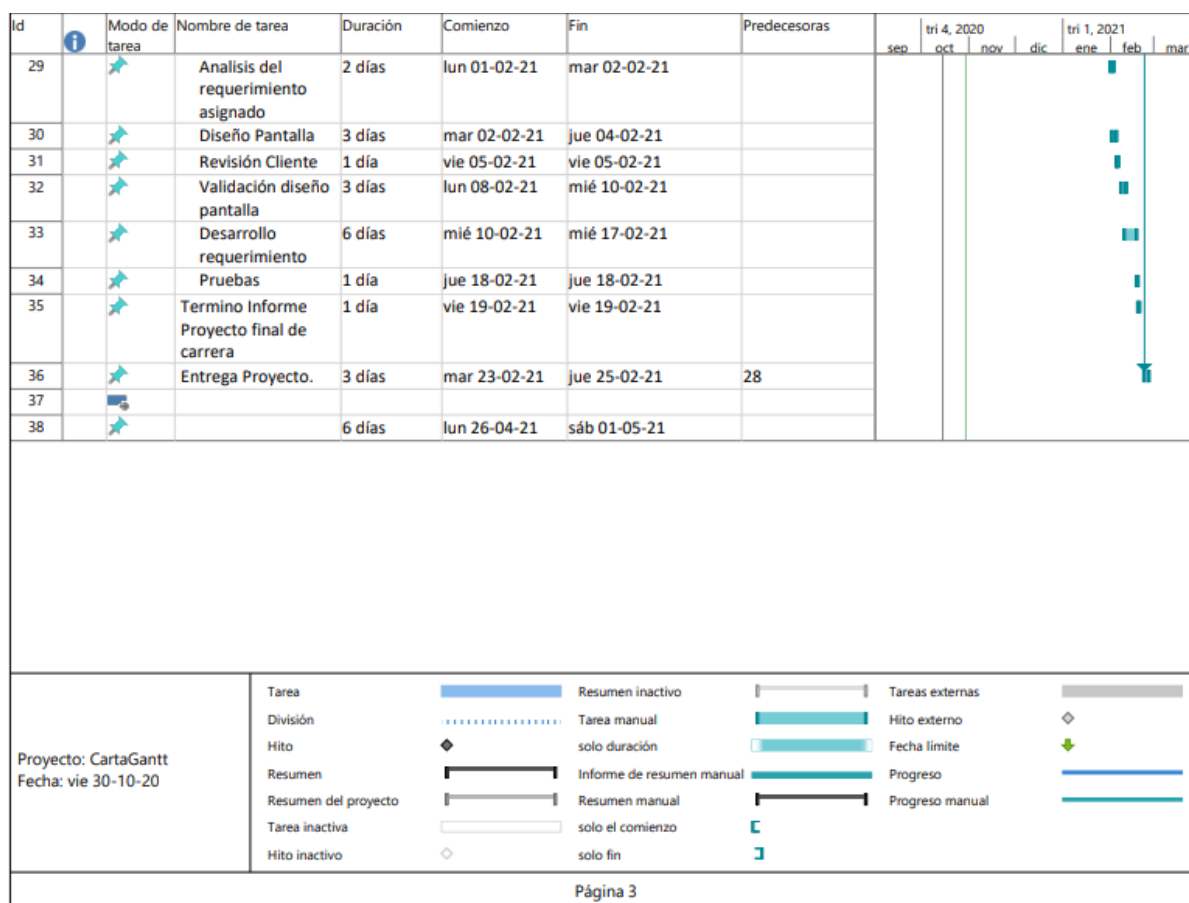 Id Modo de tarea Nombre de tarea Duración Comienzo Fin Predecesoras
tri 4, 2020 tri 1, 2021
sep oct nov dic ene feb mar
29 Analisis del requerimiento asignado 2 días lun 01-02-21 mar 02-02-21
30 Diseño Pantalla 3 días mar 02-02-21 jue 04-02-21
31 Revisión Cliente 1 día vie 05-02-21 vie 05-02-21
32 Validación diseño pantalla 3 días lun 08-02-21 mié 10-02-21
33 Desarrollo requerimiento 6 días mié 10-02-21 mié 17-02-21
34 Pruebas 1 día jue 18-02-21 jue 18-02-21
35 Termino Informe Proyecto final de carrera 1 día vie 19-02-21 vie 19-02-21
36 Entrega Proyecto. 3 días mar 23-02-21 jue 25-02-21 28
37
38 6 días lun 26-04-21 sáb 01-05-21
Proyecto: CartaGantt
Fecha: vie 30-10-20
Tarea Resumen inactivo Tareas externas
División Tarea manual Hito externo
Hito solo duración Fecha límite
Resumen Informe de resumen manual Progreso
Resumen del proyecto Resumen manual Progreso manual
Tarea inactiva solo el comienzo
Hito inactivo solo fin
Página 3